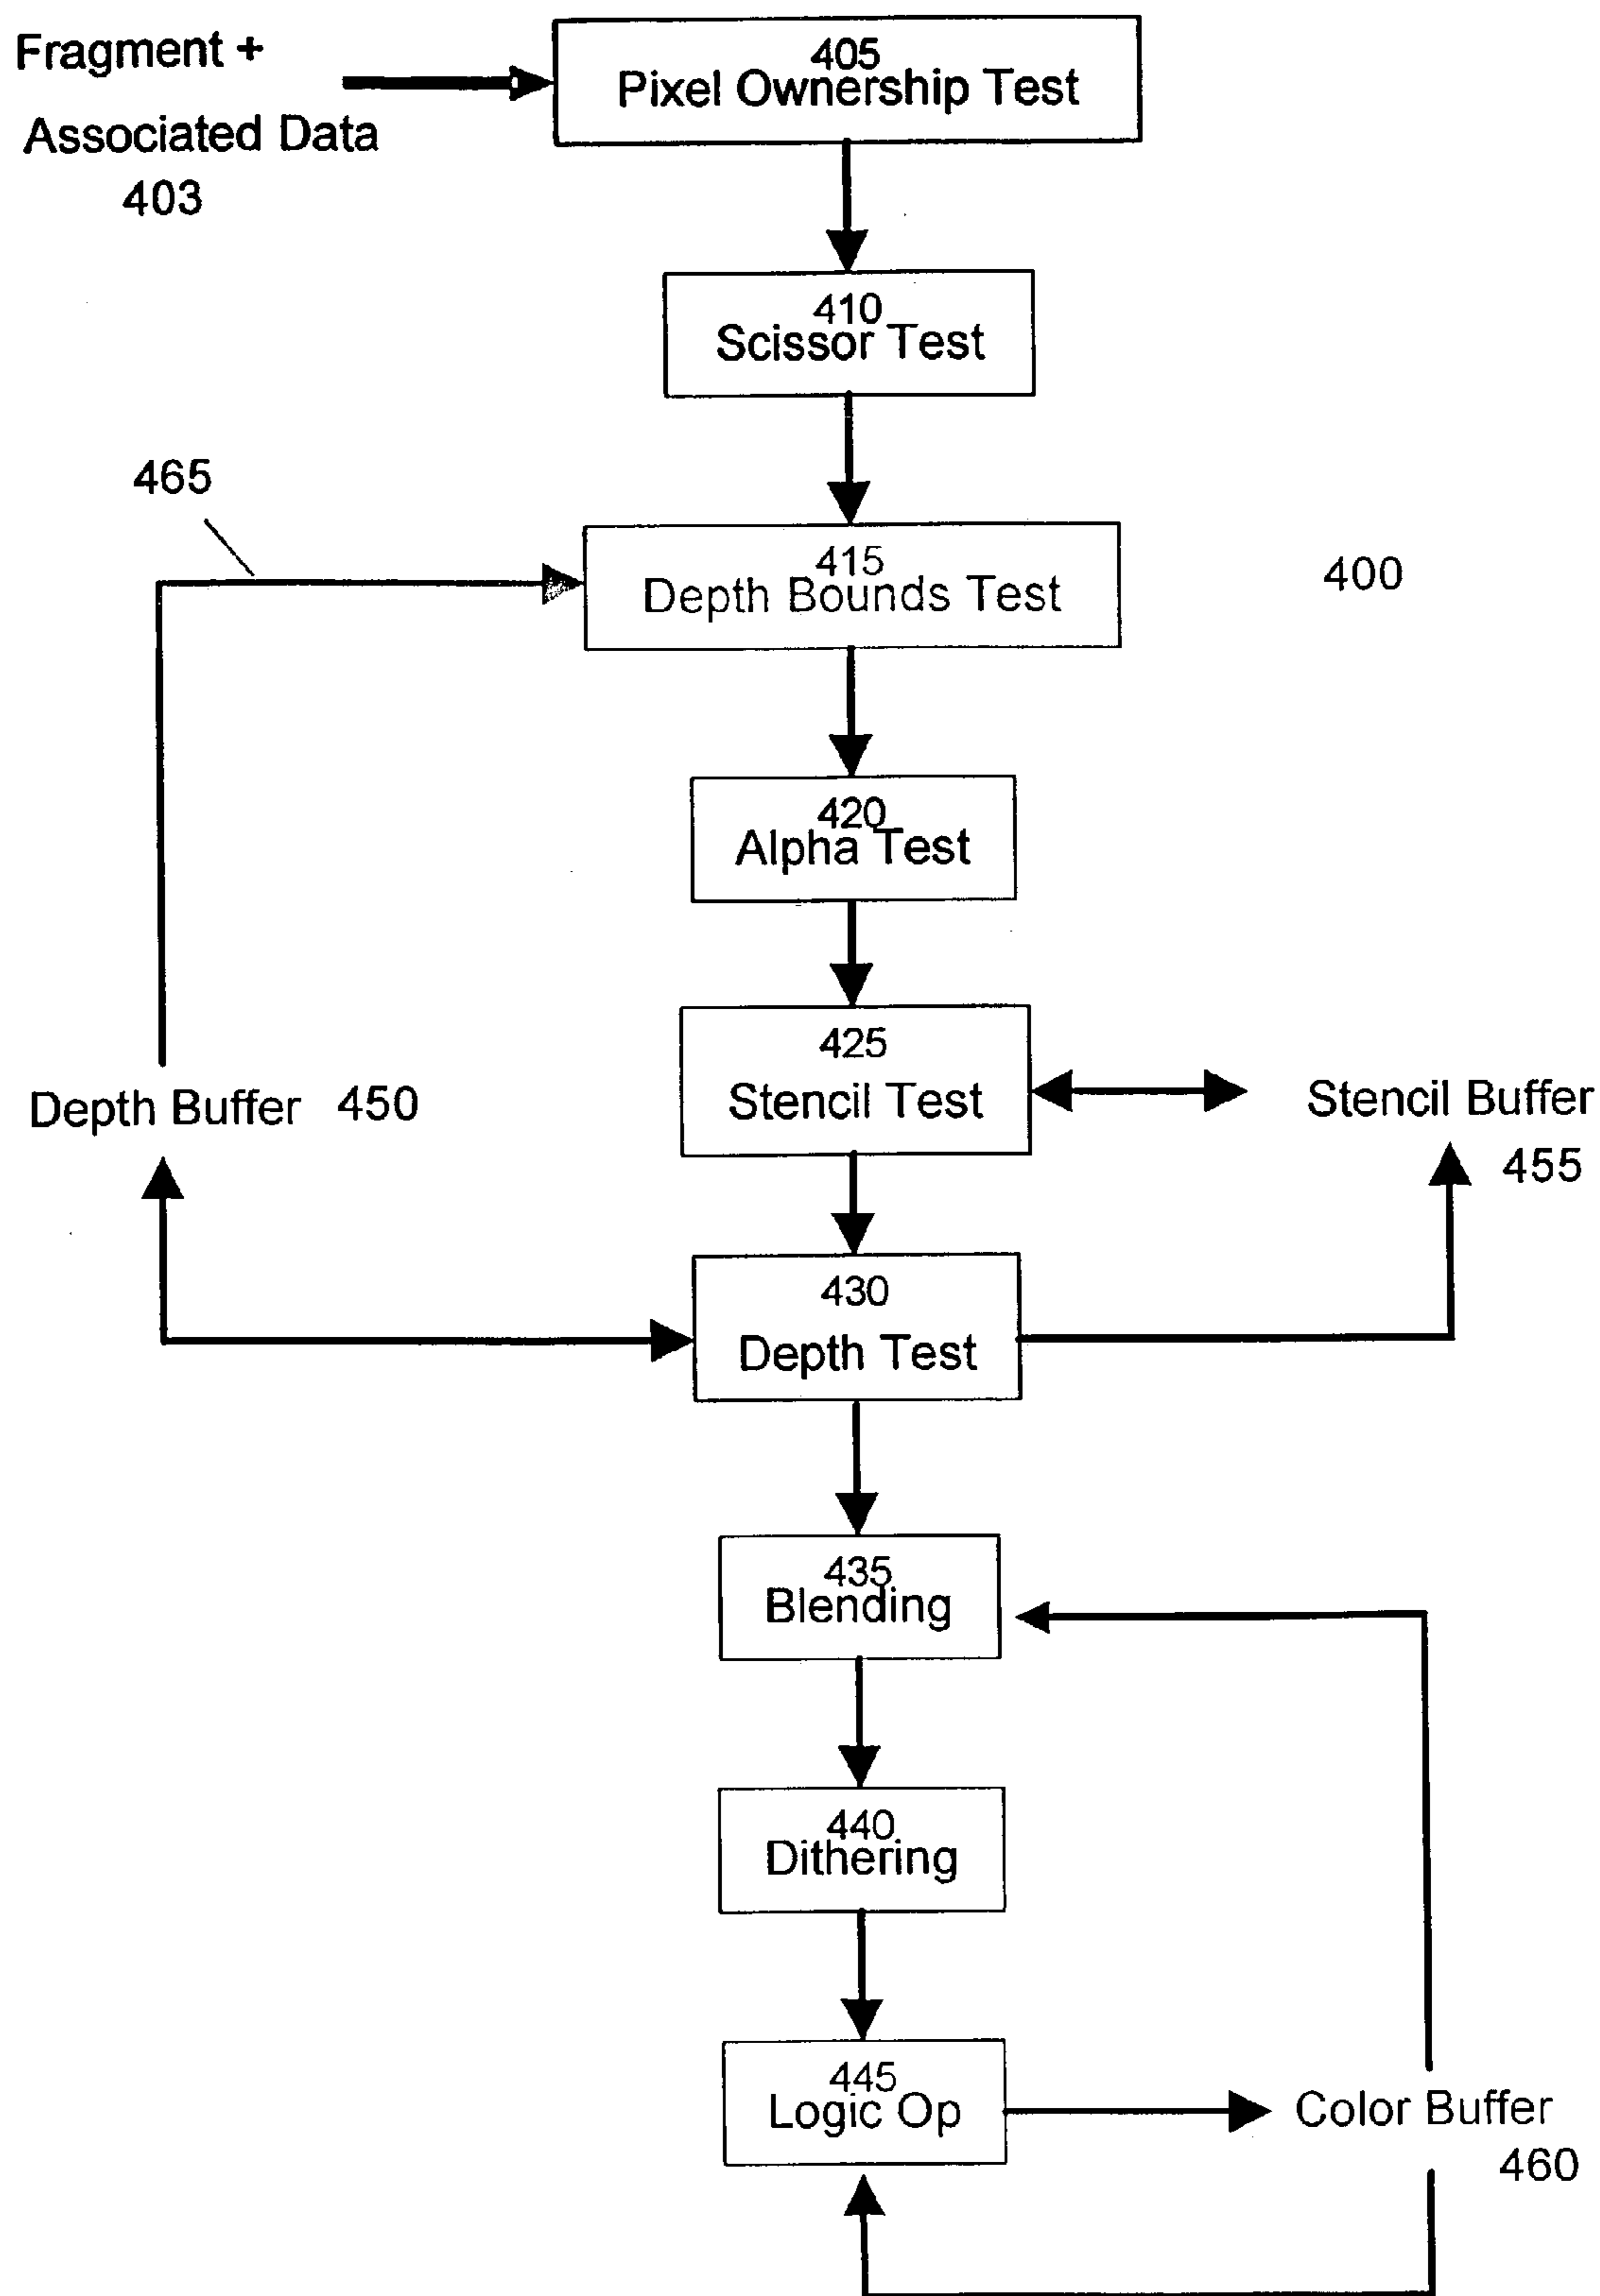 Fragment +
Associated Data
403
405
Pixel Ownership Test
410
Scissor Test
465
415
Depth Bounds Test
400
420
Alpha Test
425
Stencil Test
Depth Buffer 450
Stencil Buffer
455
430
Depth Test
435
Blending
440
Dithering
445
Logic Op
Color Buffer
460